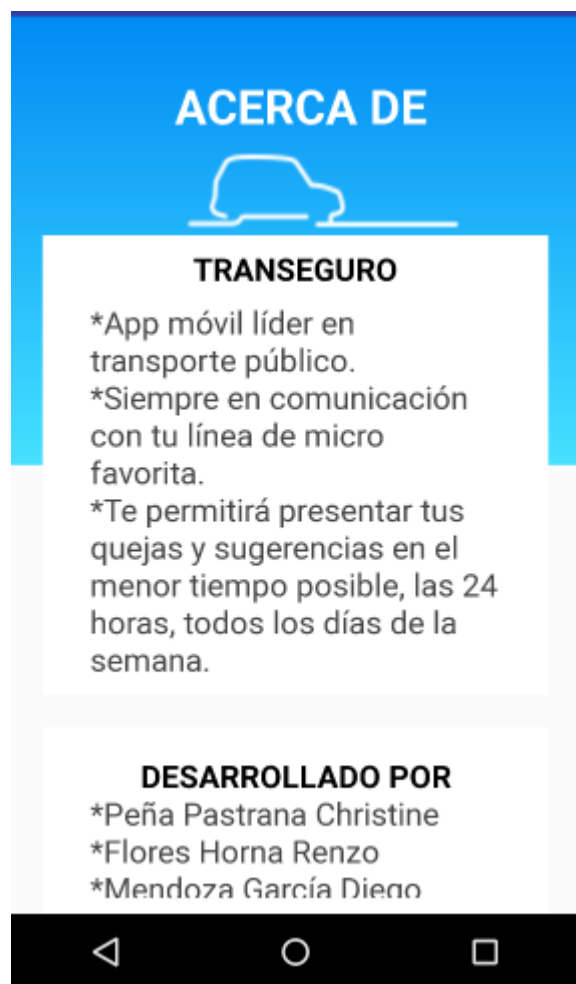 ACERCA DE
TRANSEGURO
*App móvil líder en
transporte público.
*Siempre en comunicación
con tu línea de micro
favorita.
*Te permitirá presentar tus
quejas y sugerencias en el
menor tiempo posible, las 24
horas, todos los días de la
semana.
DESARROLLADO POR
*Peña Pastrana Christine
*Flores Horna Renzo
*Mendoza García Diego